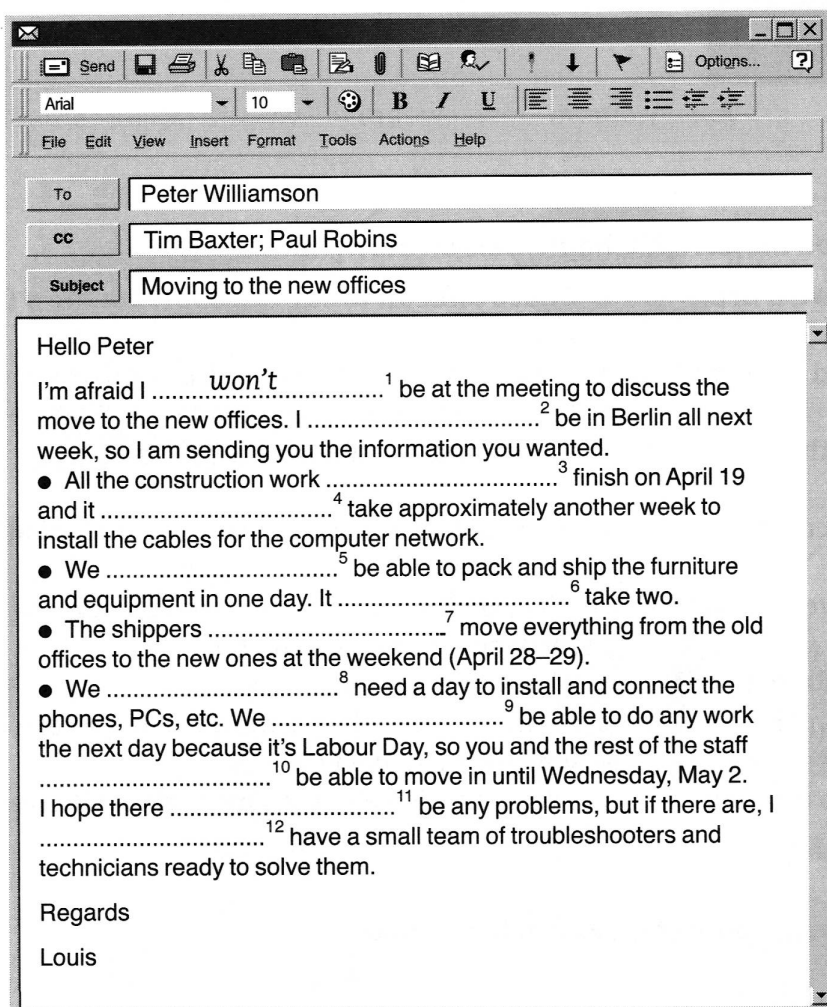 Send Options...
Arial 10 B I U
File Edit View Insert Format Tools Actions Help
To Peter Williamson
cc Tim Baxter; Paul Robins
Subject Moving to the new offices
Hello Peter
I'm afraid I ........won't................¹ be at the meeting to discuss the
move to the new offices. I ..................................² be in Berlin all next
week, so I am sending you the information you wanted.
● All the construction work ..................................³ finish on April 19
and it ..................................⁴ take approximately another week to
install the cables for the computer network.
● We ..................................⁵ be able to pack and ship the furniture
and equipment in one day. It ..................................⁶ take two.
● The shippers ..................................⁷ move everything from the old
offices to the new ones at the weekend (April 28–29).
● We ..................................⁸ need a day to install and connect the
phones, PCs, etc. We ..................................⁹ be able to do any work
the next day because it's Labour Day, so you and the rest of the staff
..................................¹⁰ be able to move in until Wednesday, May 2.
I hope there .................................¹¹ be any problems, but if there are, I
.................................¹² have a small team of troubleshooters and
technicians ready to solve them.
Regards
Louis